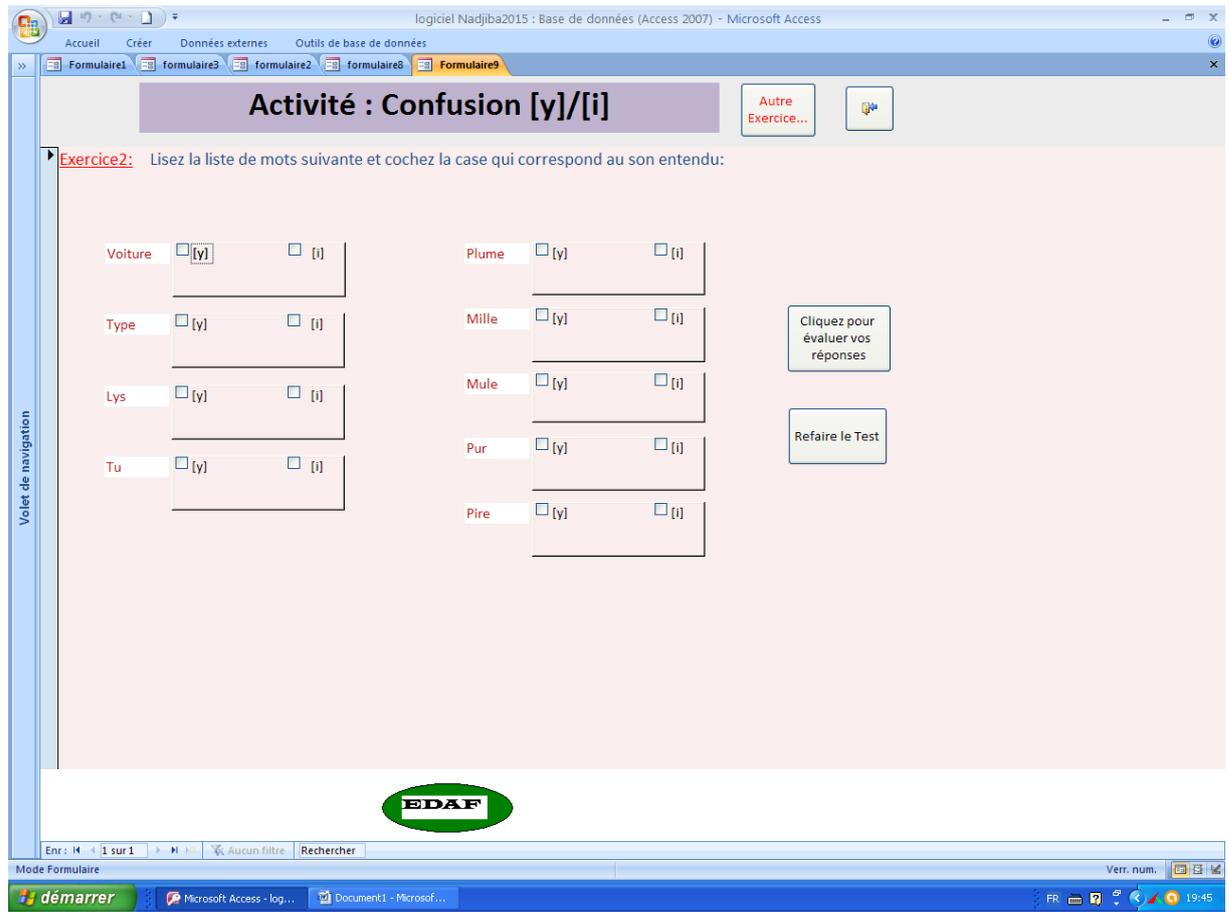 logiciel Nadjiba2015 : Base de données (Access 2007) - Microsoft Access
Accueil Créer Données externes Outils de base de données
Formulaire1 formulaire3 formulaire2 formulaire8 Formulaire9
Activité : Confusion [y]/[i]
Autre
Exercice...
Exercice2: Lisez la liste de mots suivante et cochez la case qui correspond au son entendu:
Voiture [y] [i]
Type [y] [i]
Lys [y] [i]
Tu [y] [i]
Plume [y] [i]
Mille [y] [i]
Mule [y] [i]
Pur [y] [i]
Pire [y] [i]
Cliquez pour
évaluer vos
réponses
Refaire le Test
Volet de navigation
EDAF
Enr : 1 sur 1 Aucun filtre Rechercher
Mode Formulaire Verr. num.
démarrer Microsoft Access - log... Document1 - Microsof... FR 19:45